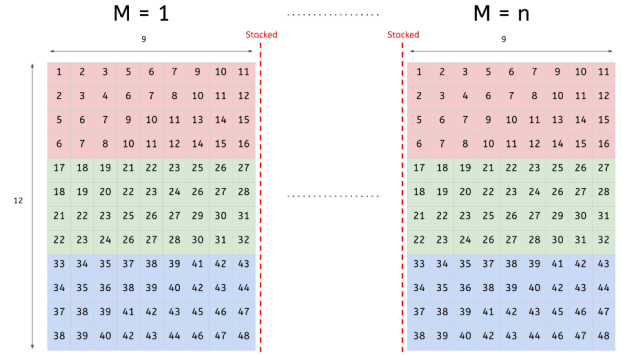 M = 1 M = n
9 Stacked Stacked 9
1 2 3 5 6 7 9 10 11 1 2 3 5 6 7 9 10 11
2 3 4 6 7 8 10 11 12 2 3 4 6 7 8 10 11 12
5 6 7 9 10 11 13 14 15 5 6 7 9 10 11 13 14 15
6 7 8 10 11 12 14 15 16 6 7 8 10 11 12 14 15 16
17 18 19 21 22 23 25 26 27 17 18 19 21 22 23 25 26 27
12 18 19 20 22 23 24 26 27 28 18 19 20 22 23 24 26 27 28
21 22 23 25 26 27 29 30 31 21 22 23 25 26 27 29 30 31
22 23 24 26 27 28 30 31 32 22 23 24 26 27 28 30 31 32
33 34 35 37 38 39 41 42 43 33 34 35 37 38 39 41 42 43
34 35 36 38 39 40 42 43 44 34 35 36 38 39 40 42 43 44
37 38 39 41 42 43 45 46 47 37 38 39 41 42 43 45 46 47
38 39 40 42 43 44 46 47 48 38 39 40 42 43 44 46 47 48